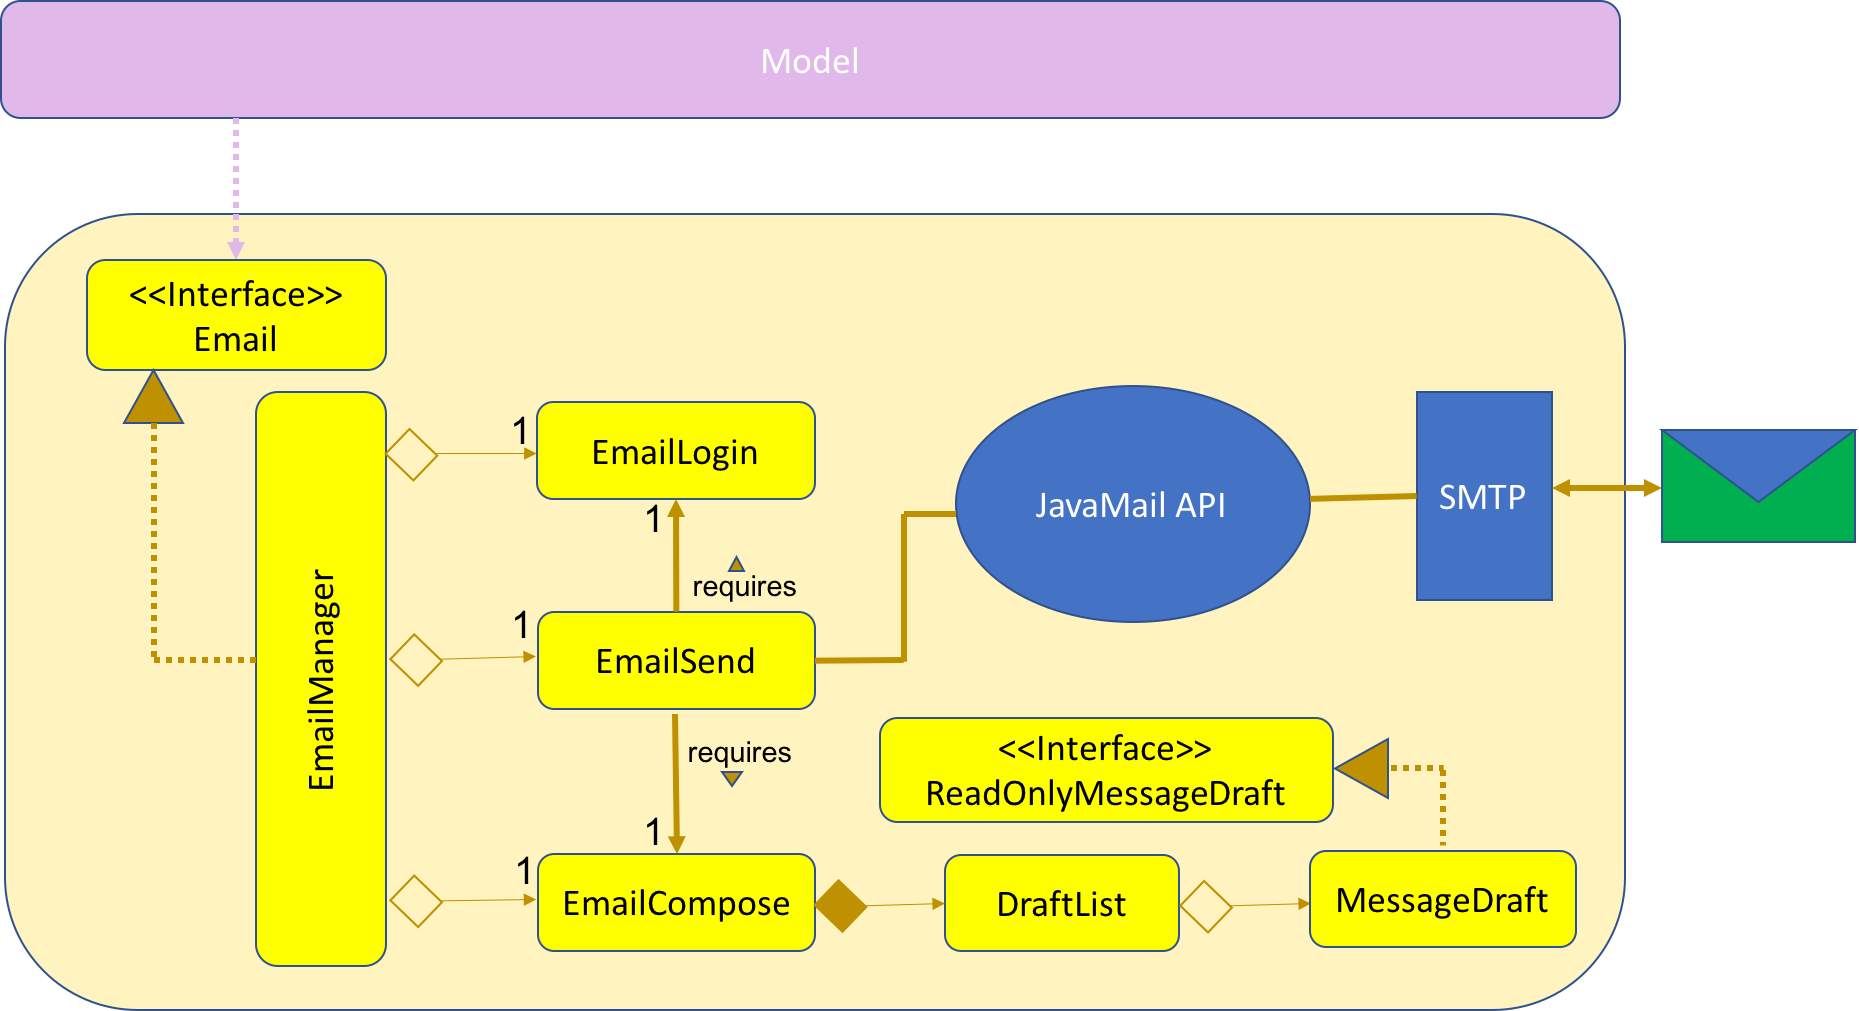 Model
<<Interface>>
Email
EmailManager
1
EmailLogin
1
requires
1
EmailSend
requires
1
1
EmailCompose
JavaMail API
SMTP
<<Interface>>
ReadOnlyMessageDraft
DraftList
MessageDraft